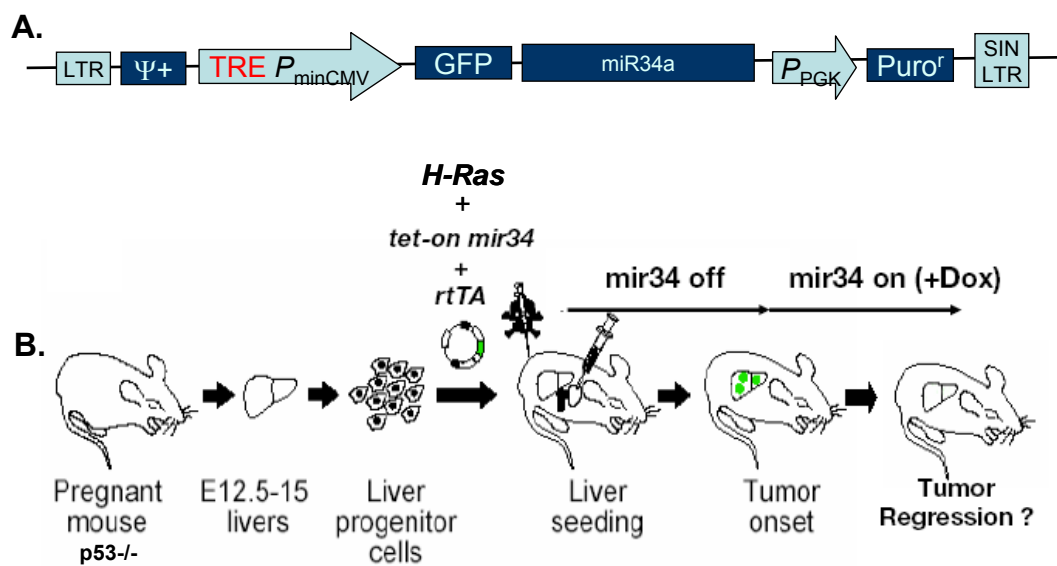 A.
LTR Ψ+ TRE PminCMV GFP miR34a PPGK Puror SIN
LTR
H-Ras
+
tet-on mir34
+
rtTA
mir34 off mir34 on (+Dox)
B.
Pregnant
mouse
p53-/-
E12.5-15
livers
Liver
progenitor
cells
Liver
seeding
Tumor
onset
Tumor
Regression ?